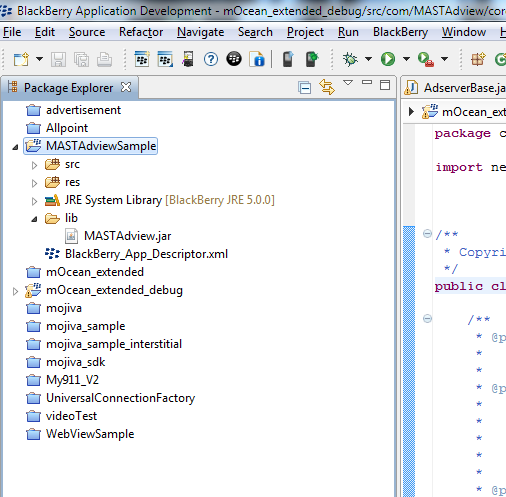 BlackBerry Application Development - mOcean_extended_debug/src/com/MASTAdview/cor
File Edit Source Refactor Navigate Search Project Run BlackBerry Window
Package Explorer
AdserverBase.ja
advertisement
mOcean_ext
Allpoint
package c
MASTAdviewSample
src
import ne
res
JRE System Library [BlackBerry JRE 5.0.0]
lib
MASTAdview.jar
/**
BlackBerry_App_Descriptor.xml
* Copyri
mOcean_extended
*/
mOcean_extended_debug
public cl
mojiva
mojiva_sample
/**
mojiva_sample_interstitial
* @p
*
mojiva_sdk
*
My911_V2
* @p
UniversalConnectionFactory
*
videoTest
*
WebViewSample
*
*
*
* @p